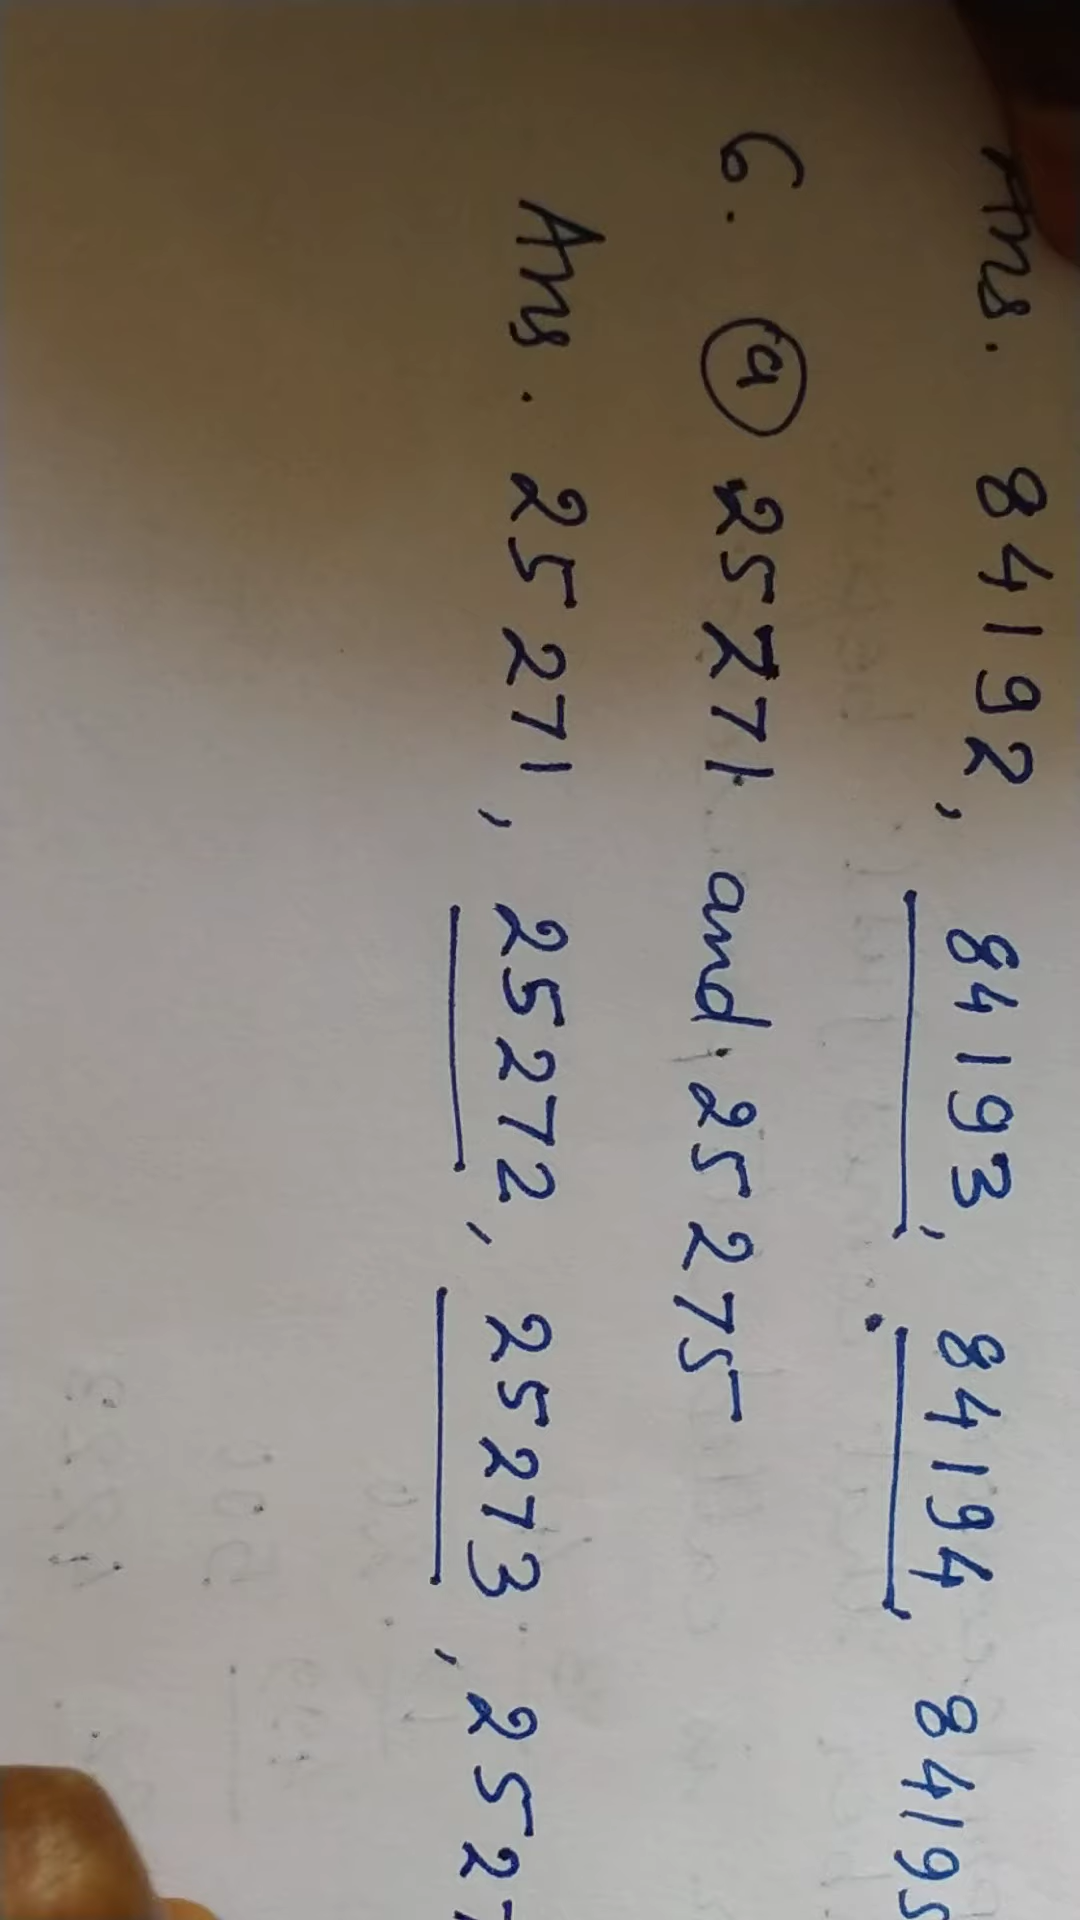 Ans. 84192, 84193, 84194, 84195
6. (a) 25271 and 25275
Ans. 25271, 25272, 25273, 2527